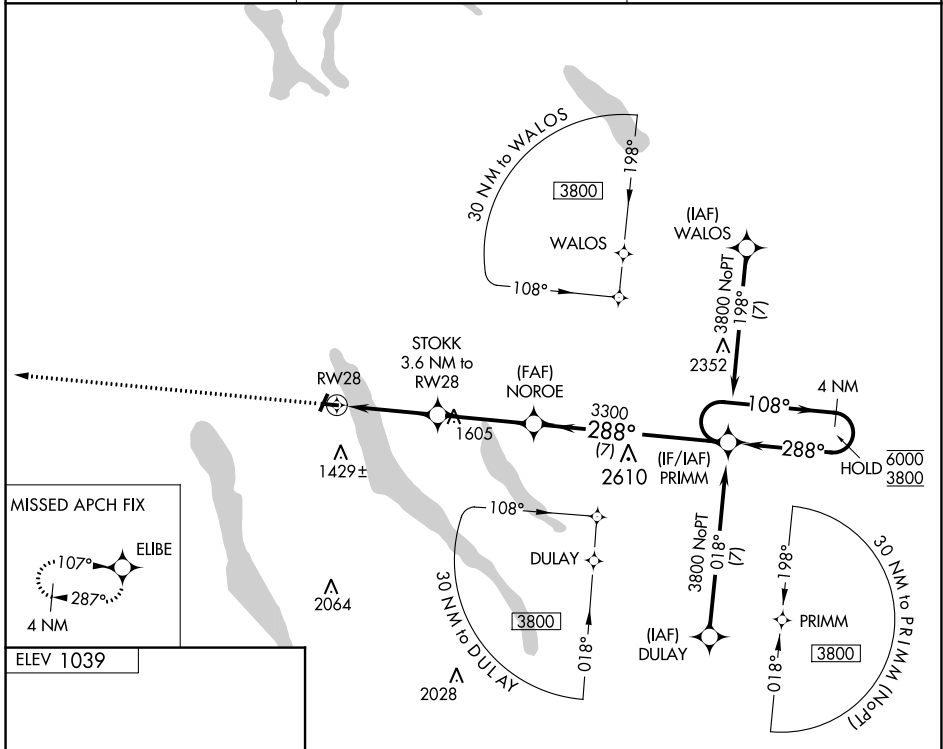 30 NM to WALOS
198°
3800
WALOS
108°
(IAF)
WALOS
3800 NoPT
198°
(7)
2352
STOKK
3.6 NM to
RW28
RW28
(FAF)
NOROE
1605
3300
288°
(7)
2610
(IF/IAF)
PRIMM
108°
4 NM
288°
HOLD
6000
3800
1429±
MISSED APCH FIX
107°
ELIBE
287°
4 NM
2064
108°
DULAY
30 NM to DULAY
3800
018°
2028
3800 NoPT
018°
(7)
(IAF)
DULAY
198°
30 NM to PRIMM (NoPT)
PRIMM
3800
018°
ELEV 1039